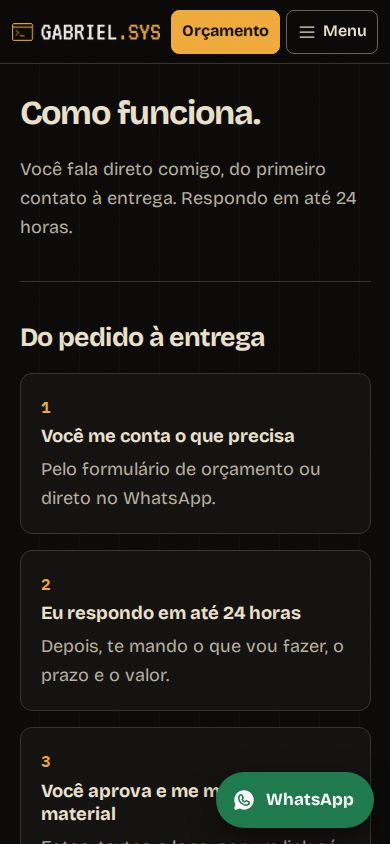 GABRIEL.SYS
Orçamento
Menu
Como funciona.
Você fala direto comigo, do primeiro
contato à entrega. Respondo em até 24
horas.
Do pedido à entrega
1
Você me conta o que precisa
Pelo formulário de orçamento ou
direto no WhatsApp.
2
Eu respondo em até 24 horas
Depois, te mando o que vou fazer, o
prazo e o valor.
3
Você aprova e me
material
WhatsApp